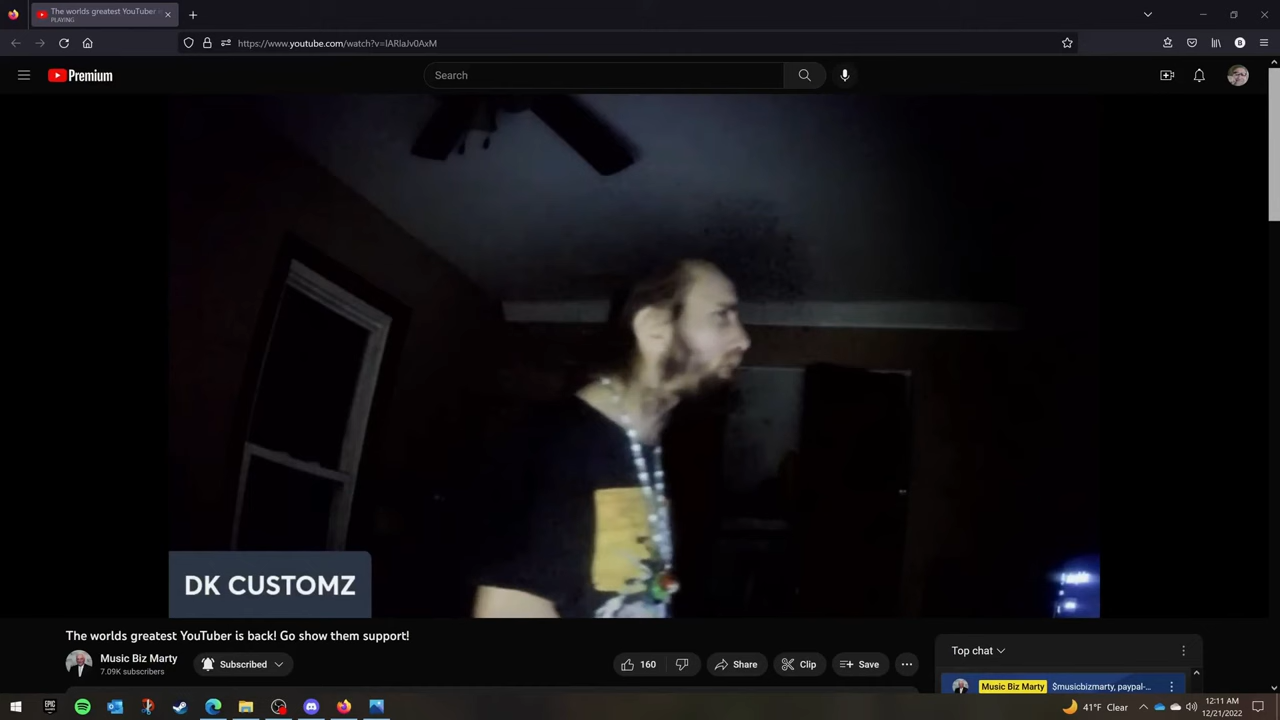 The worlds greatest YouTuber i
PLAYING
https://www.youtube.com/watch?v=lARlaJv0AxM
B
Premium
Search
DK CUSTOMZ
The worlds greatest YouTuber is back! Go show them support!
Music Biz Marty
7.09K subscribers
Subscribed
160
Share
Clip
Save
Top chat
Music Biz Marty $musicbizmarty, paypal-...
EPIC
GAMES
41°F Clear
12:11 AM
12/21/2022